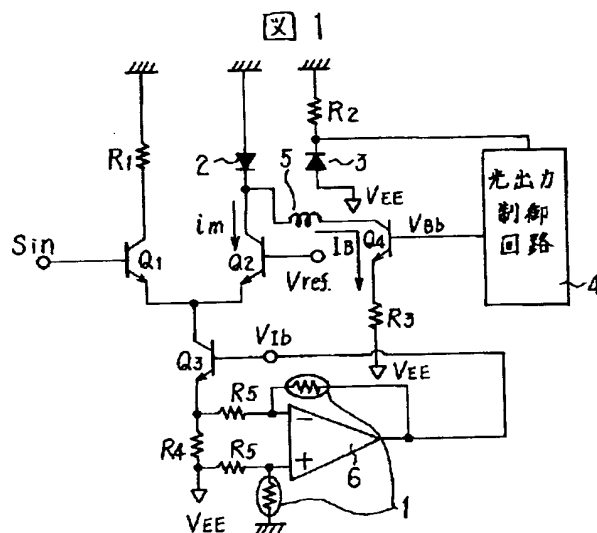 図 1
R1
2
R2
5
3
VEE
光出力
制御
回路
4
Sin
Q1
im
Q2
IB
Vref.
Q4
VBb
R3
VEE
VIb
Q3
R5
R4
R5
−
+
6
1
VEE